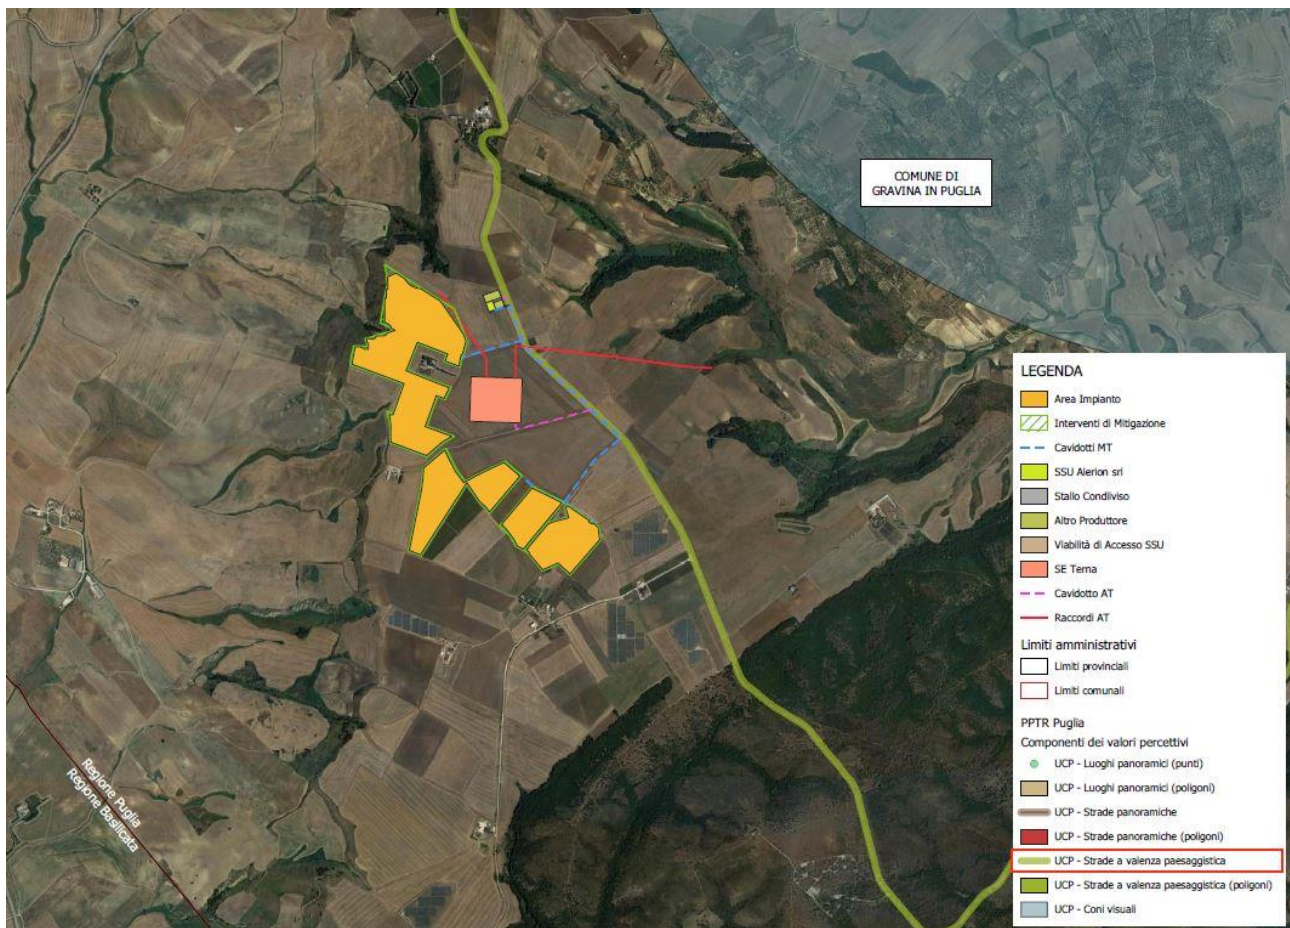 COMUNE DI
GRAVINA IN PUGLIA
Regione Puglia
Regione Basilicata
LEGENDA
Area Impianto
Interventi di Mitigazione
Cavidotti MT
SSU Alerion srl
Stallo Condiviso
Altro Produttore
Viabilità di Accesso SSU
SE Terna
Cavidotto AT
Raccordi AT
Limiti amministrativi
Limiti provinciali
Limiti comunali
PPTR Puglia
Componenti dei valori percettivi
UCP - Luoghi panoramici (punti)
UCP - Luoghi panoramici (poligoni)
UCP - Strade panoramiche
UCP - Strade panoramiche (poligoni)
UCP - Strade a valenza paesaggistica
UCP - Strade a valenza paesaggistica (poligoni)
UCP - Coni visuali